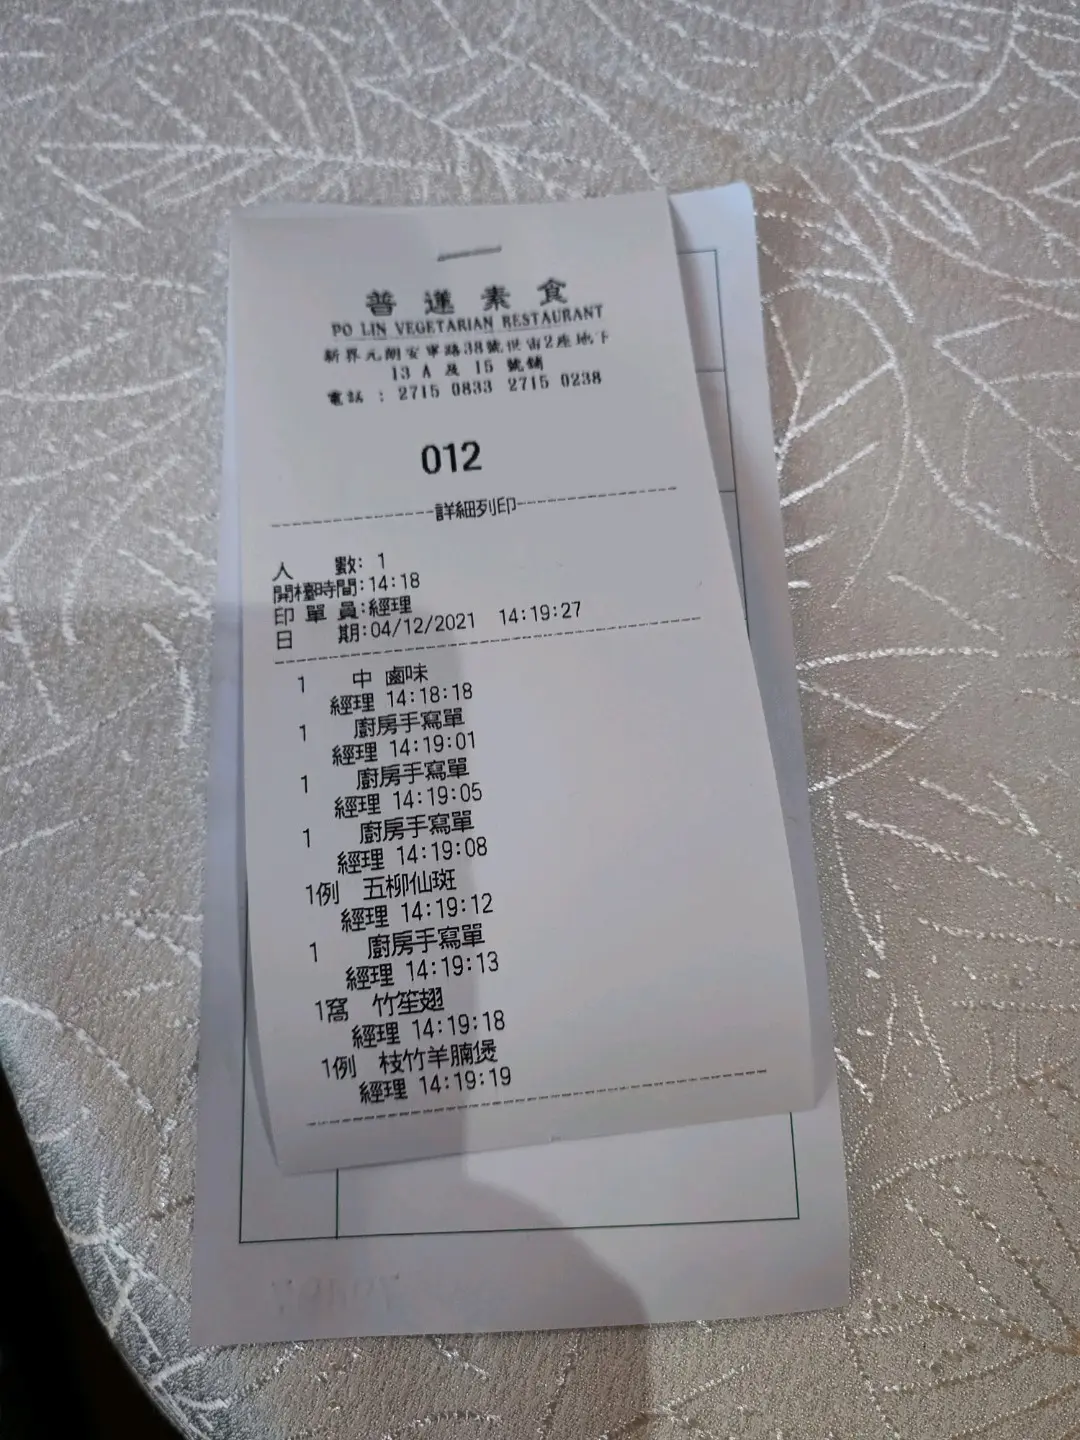 普蓮素食
PO LIN VEGETARIAN RESTAURANT
新界元朗安寧路38號世宙2座地下
13 A 及 15 號鋪
電話 : 2715 0833 2715 0238
012
詳細列印
人 數: 1
開檯時間:14:18
印單員:經理
日 期:04/12/2021 14:19:27
1 中 鹵味
經理 14:18:18
1 廚房手寫單
經理 14:19:01
1 廚房手寫單
經理 14:19:05
1 廚房手寫單
經理 14:19:08
1例 五柳仙斑
經理 14:19:12
1 廚房手寫單
經理 14:19:13
1窩 竹笙翅
經理 14:19:18
1例 枝竹羊腩煲
經理 14:19:19